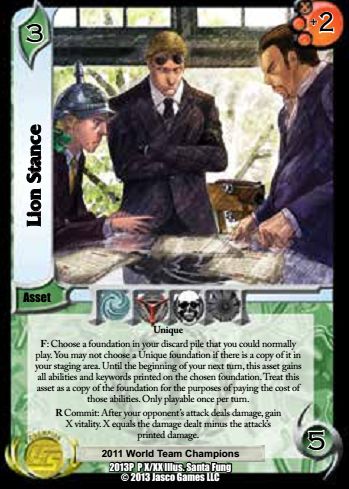 3
+2
Lion Stance
Asset
Unique
F: Choose a foundation in your discard pile that you could normally
play. You may not choose a Unique foundation if there is a copy of it in
your staging area. Until the beginning of your next turn, this asset gains
all abilities and keywords printed on the chosen foundation. Treat this
asset as a copy of the foundation for the purposes of paying the cost of
those abilities. Only playable once per turn.
R Commit: After your opponent's attack deals damage, gain
X vitality. X equals the damage dealt minus the attack's
printed damage.
5
2011 World Team Champions
2013P P X/XX Illus. Santa Fung
© 2013 Jasco Games LLC